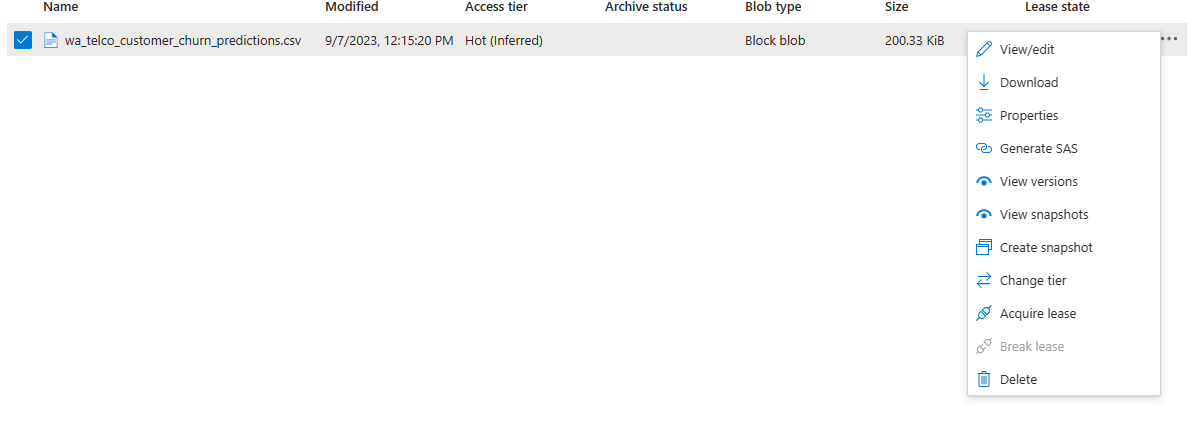 Name Modified Access tier Archive status Blob type Size Lease state
wa_telco_customer_churn_predictions.csv 9/7/2023, 12:15:20 PM Hot (Inferred) Block blob 200.33 KiB
View/edit
Download
Properties
Generate SAS
View versions
View snapshots
Create snapshot
Change tier
Acquire lease
Break lease
Delete